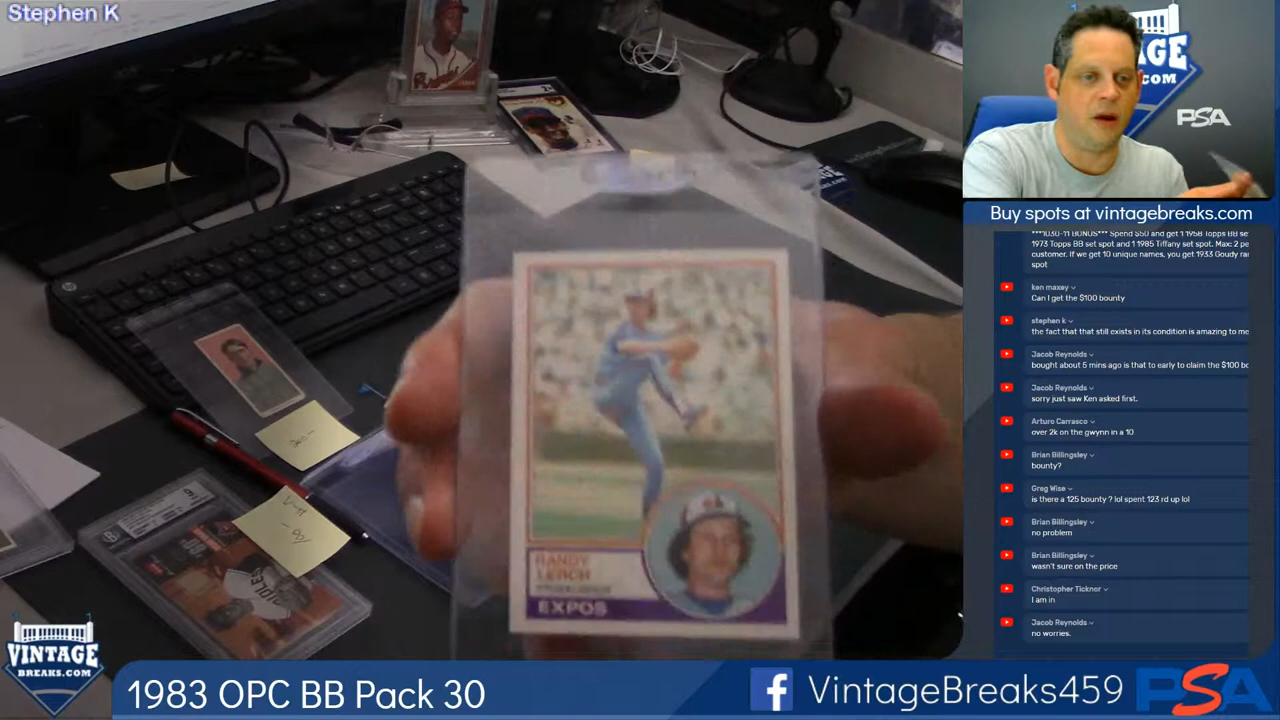 Stephen K
PSA
Buy spots at vintagebreaks.com
***1030-11 BONUS*** Spend $50 and get 1 1958 Topps BB se
1973 Topps BB set spot and 1 1985 Tiffany set spot. Max: 2 pe
customer. If we get 10 unique names, you get 1933 Goudy ra
spot
ken maxey
Can I get the $100 bounty
stephen k
the fact that that still exists in its condition is amazing to me
Jacob Reynolds
bought about 5 mins ago is that to early to claim the $100 bo
Jacob Reynolds
sorry just saw Ken asked first.
Arturo Carrasco
over 2k on the gwynn in a 10
Brian Billingsley
bounty?
Greg Wise
is there a 125 bounty ? lol spent 123 rd up lol
Brian Billingsley
no problem
Brian Billingsley
wasn't sure on the price
Christopher Ticknor
I am in
Jacob Reynolds
no worries.
RANDY
LERCH
EXPOS
VINTAGE
BREAKS.COM
1983 OPC BB Pack 30
VintageBreaks459
PSA